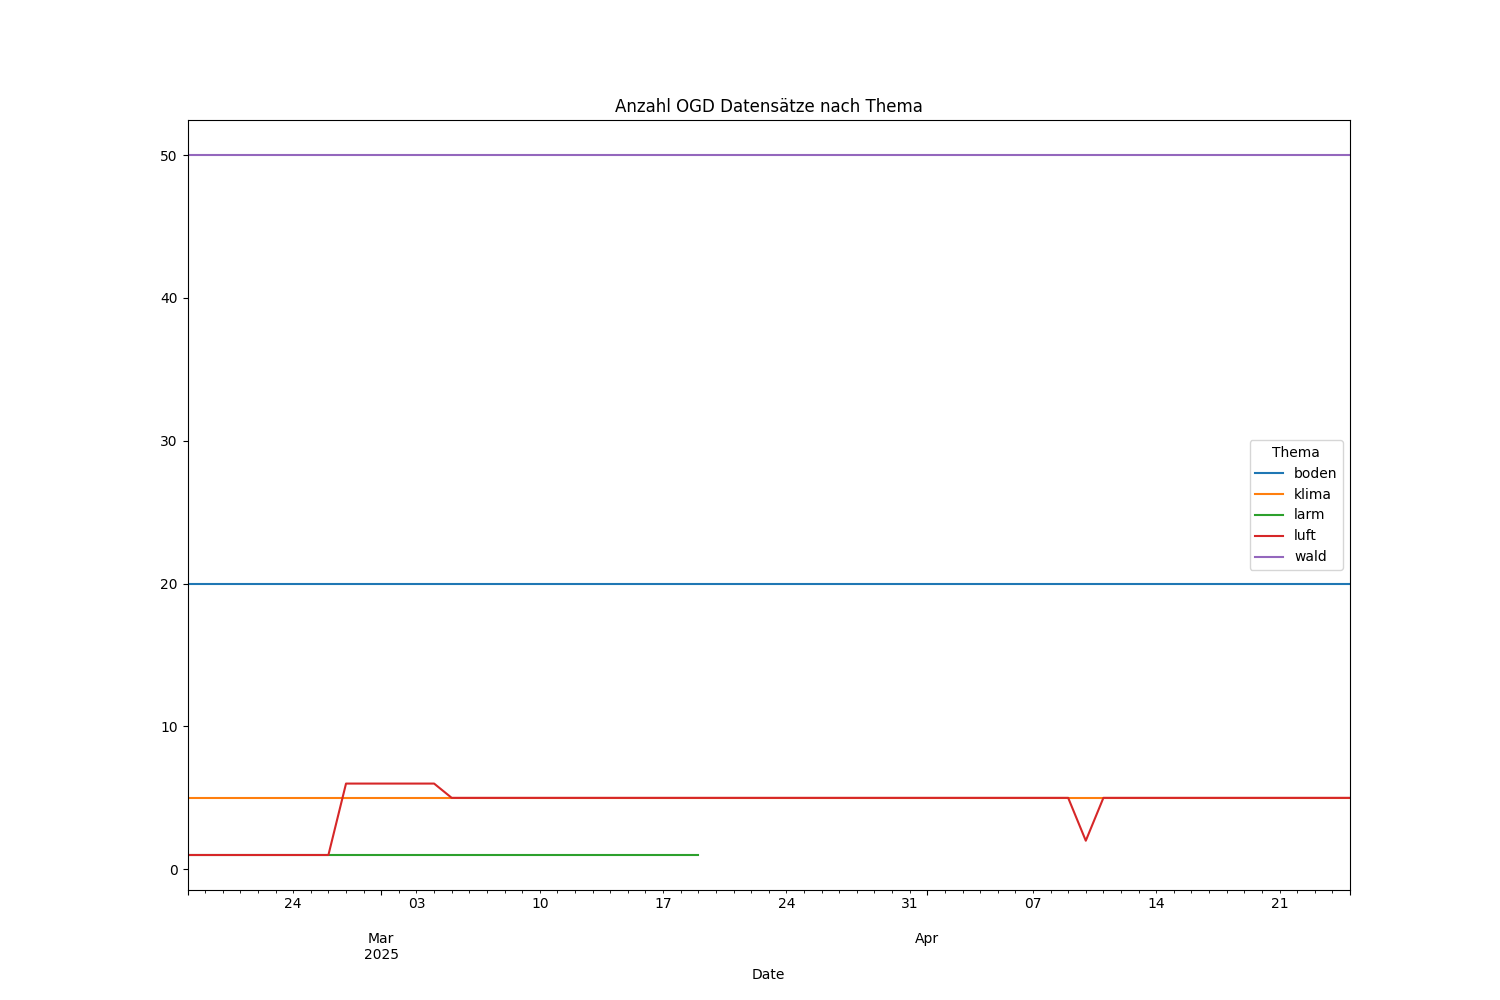 Anzahl OGD Datensätze nach Thema
50
40
30
20
10
0
Thema
boden
klima
larm
luft
wald
24 03 10 17 24 31 07 14 21
Mar Apr
2025
Date